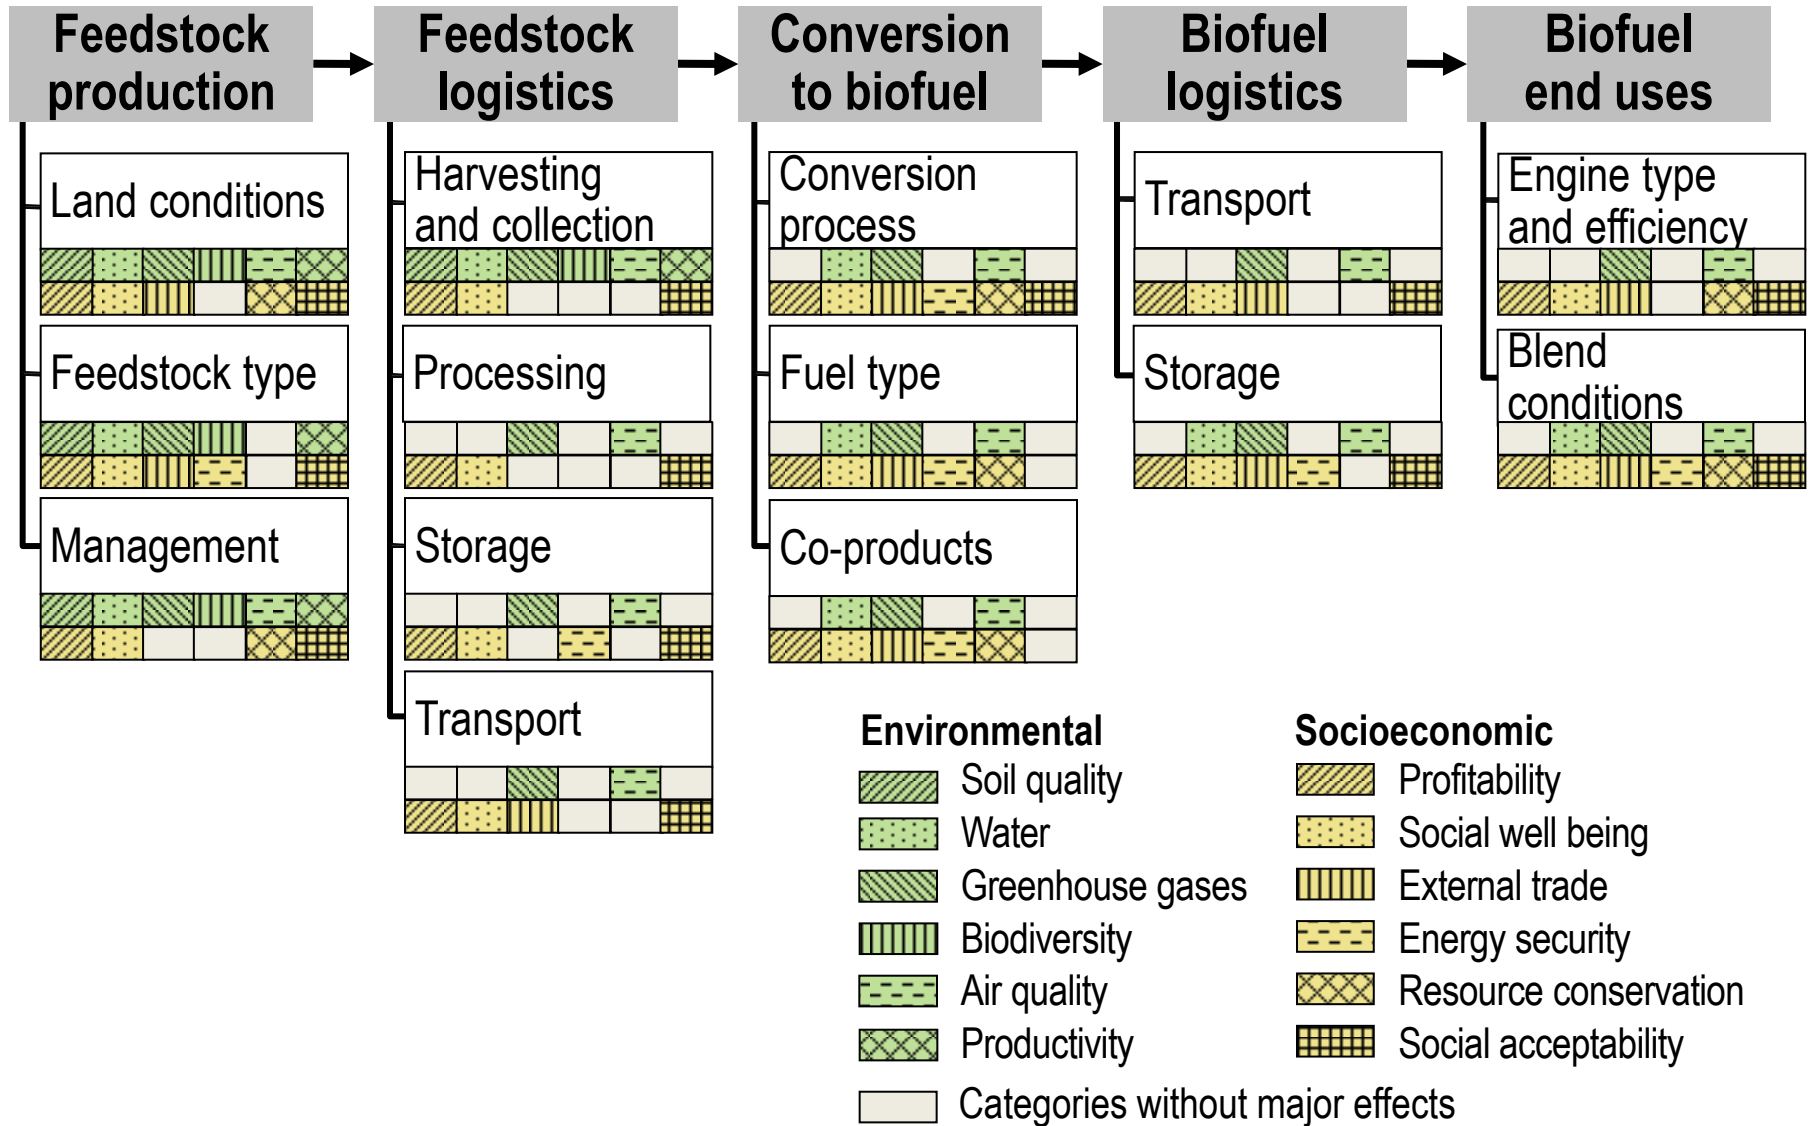 Feedstock
production
Feedstock
logistics
Conversion
to biofuel
Biofuel
logistics
Biofuel
end uses
Land conditions
Feedstock type
Management
Harvesting
and collection
Processing
Storage
Transport
Conversion
process
Fuel type
Co-products
Transport
Storage
Engine type
and efficiency
Blend
conditions
Environmental
Soil quality
Water
Greenhouse gases
Biodiversity
Air quality
Productivity
Socioeconomic
Profitability
Social well being
External trade
Energy security
Resource conservation
Social acceptability
Categories without major effects